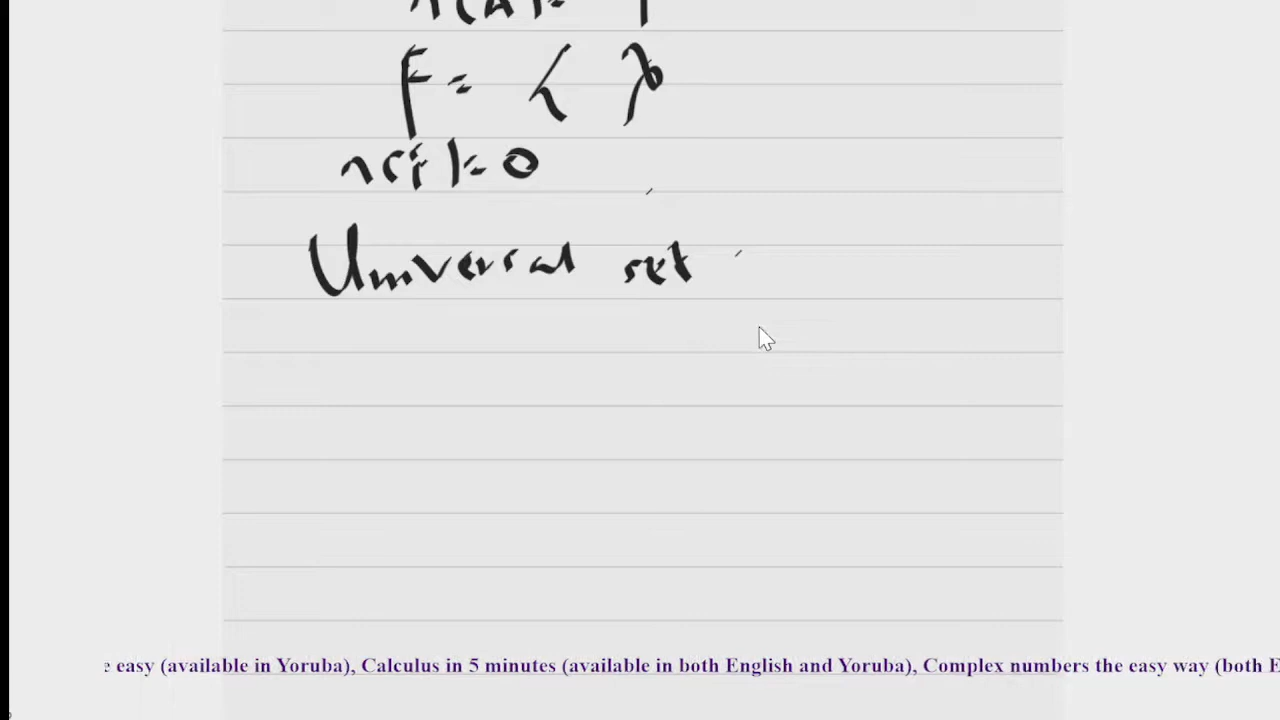 n(A) =
F = { }
n(F) = 0
Universal set
e easy (available in Yoruba), Calculus in 5 minutes (available in both English and Yoruba), Complex numbers the easy way (both E